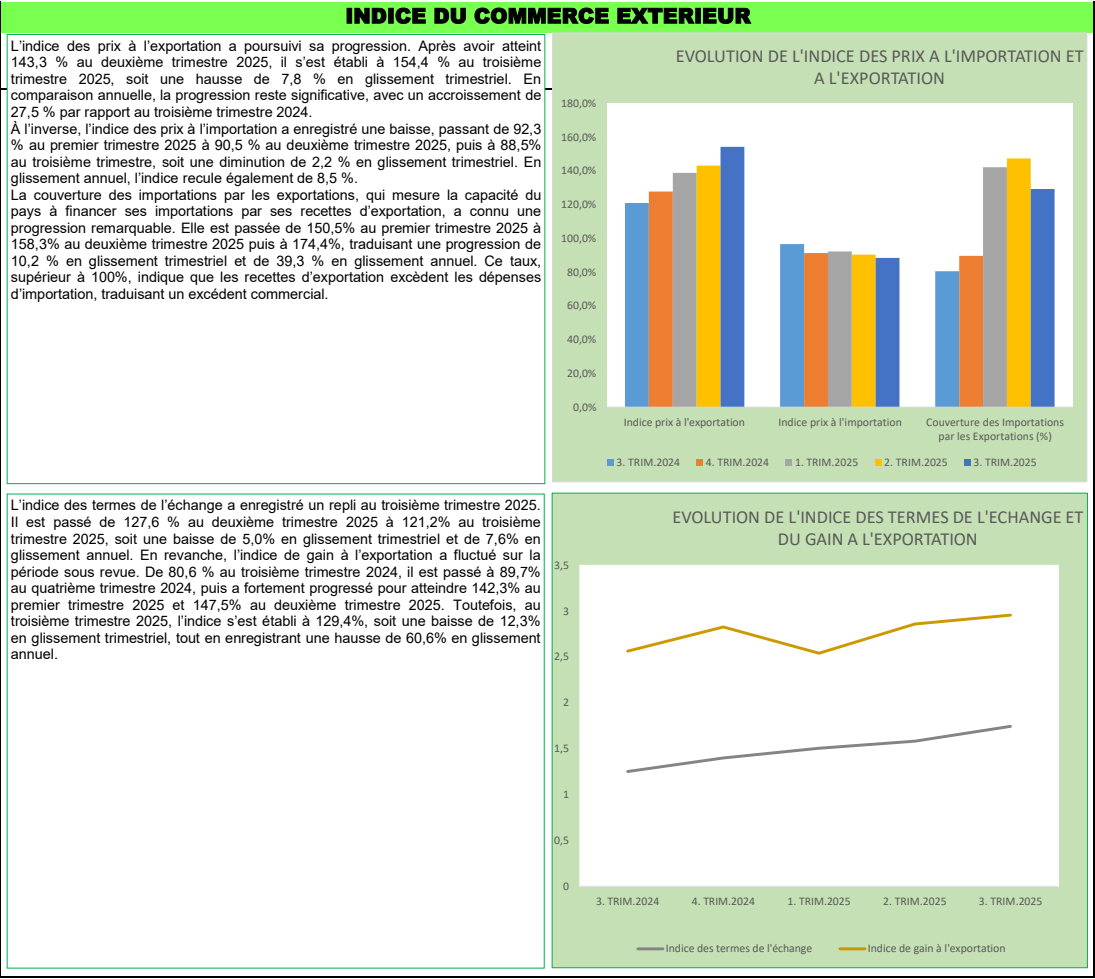 INDICE DU COMMERCE EXTERIEUR
L’indice des prix à l’exportation a poursuivi sa progression. Après avoir atteint
143,3 % au deuxième trimestre 2025, il s’est établi à 154,4 % au troisième
trimestre 2025, soit une hausse de 7,8 % en glissement trimestriel. En
comparaison annuelle, la progression reste significative, avec un accroissement de
27,5 % par rapport au troisième trimestre 2024.
À l’inverse, l’indice des prix à l’importation a enregistré une baisse, passant de 92,3
% au premier trimestre 2025 à 90,5 % au deuxième trimestre 2025, puis à 88,5%
au troisième trimestre, soit une diminution de 2,2 % en glissement trimestriel. En
glissement annuel, l’indice recule également de 8,5 %.
La couverture des importations par les exportations, qui mesure la capacité du
pays à financer ses importations par ses recettes d’exportation, a connu une
progression remarquable. Elle est passée de 150,5% au premier trimestre 2025 à
158,3% au deuxième trimestre 2025 puis à 174,4%, traduisant une progression de
10,2 % en glissement trimestriel et de 39,3 % en glissement annuel. Ce taux,
supérieur à 100%, indique que les recettes d’exportation excèdent les dépenses
d’importation, traduisant un excédent commercial.
EVOLUTION DE L'INDICE DES PRIX A L'IMPORTATION ET
A L'EXPORTATION
180,0%
160,0%
140,0%
120,0%
100,0%
80,0%
60,0%
40,0%
20,0%
0,0%
Indice prix à l'exportation
Indice prix à l'importation
Couverture des Importations
par les Exportations (%)
3. TRIM.2024 4. TRIM.2024 1. TRIM.2025 2. TRIM.2025 3. TRIM.2025
L’indice des termes de l’échange a enregistré un repli au troisième trimestre 2025.
Il est passé de 127,6 % au deuxième trimestre 2025 à 121,2% au troisième
trimestre 2025, soit une baisse de 5,0% en glissement trimestriel et de 7,6% en
glissement annuel. En revanche, l’indice de gain à l’exportation a fluctué sur la
période sous revue. De 80,6 % au troisième trimestre 2024, il est passé à 89,7%
au quatrième trimestre 2024, puis a fortement progressé pour atteindre 142,3% au
premier trimestre 2025 et 147,5% au deuxième trimestre 2025. Toutefois, au
troisième trimestre 2025, l’indice s’est établi à 129,4%, soit une baisse de 12,3%
en glissement trimestriel, tout en enregistrant une hausse de 60,6% en glissement
annuel.
EVOLUTION DE L'INDICE DES TERMES DE L'ECHANGE ET
DU GAIN A L'EXPORTATION
3,5
3
2,5
2
1,5
1
0,5
0
3. TRIM.2024 4. TRIM.2024 1. TRIM.2025 2. TRIM.2025 3. TRIM.2025
Indice des termes de l'échange Indice de gain à l'exportation